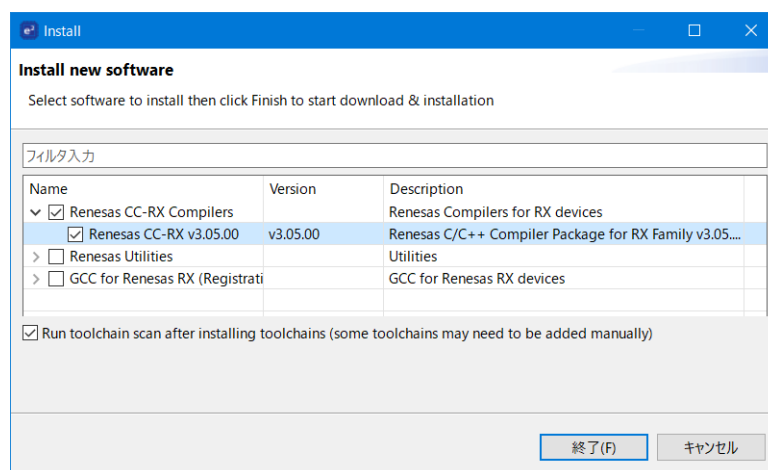 e² Install
Install new software
Select software to install then click Finish to start download & installation
フィルタ入力
Name Version Description
Renesas CC-RX Compilers Renesas Compilers for RX devices
Renesas CC-RX v3.05.00 v3.05.00 Renesas C/C++ Compiler Package for RX Family v3.05....
Renesas Utilities Utilities
GCC for Renesas RX (Registrati GCC for Renesas RX devices
Run toolchain scan after installing toolchains (some toolchains may need to be added manually)
終了(F) キャンセル